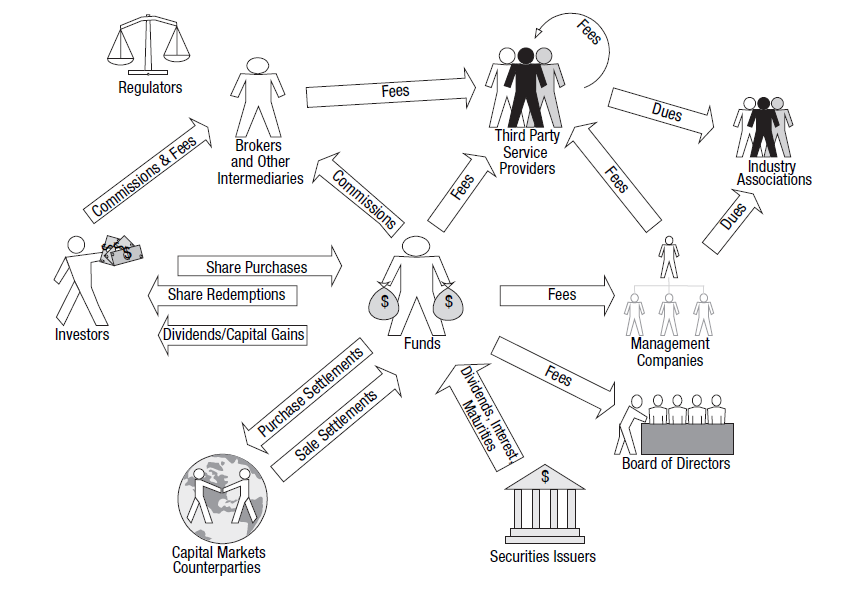 Fees
Regulators
Fees
Dues
Brokers
and Other
Intermediaries
Third Party
Service
Providers
Industry
Associations
Commissions & Fees
Commissions
Fees
Fees
Dues
$ $ $
Share Purchases
Share Redemptions
Dividends/Capital Gains
$ $
Fees
Investors
Funds
Management
Companies
Purchase Settlements
Sale Settlements
Dividends, Interest,
Maturities
Fees
Board of Directors
$
Capital Markets
Counterparties
Securities Issuers